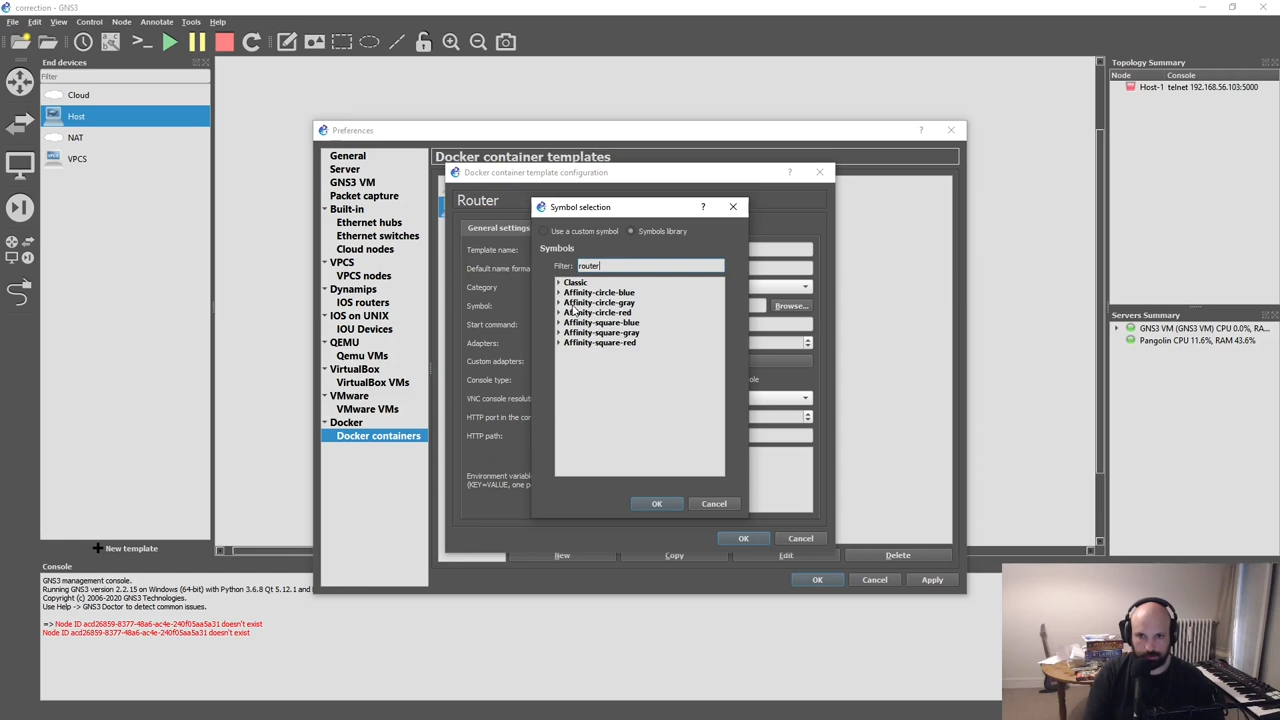 correction - GNS3
File Edit View Control Node Annotate Tools Help
End devices
Filter
Cloud
Host
NAT
VPCS
New template
Topology Summary
Node Console
Host-1 telnet 192.168.56.103:5000
Servers Summary
GNS3 VM (GNS3 VM) CPU 0.0%, RA...
Pangolin CPU 11.6%, RAM 43.6%
Preferences
General
Server
GNS3 VM
Packet capture
Built-in
Ethernet hubs
Ethernet switches
Cloud nodes
VPCS
VPCS nodes
Dynamips
IOS routers
IOS on UNIX
IOU Devices
QEMU
Qemu VMs
VirtualBox
VirtualBox VMs
VMware
VMware VMs
Docker
Docker containers
Docker container templates
New Copy Edit Delete
OK Cancel Apply
Docker container template configuration
Router
General settings
Template name:
Default name form
Category
Symbol: Browse...
Start command:
Adapters:
Custom adapters:
Console type: ole
VNC console resoluti
HTTP port in the con
HTTP path:
Environment variab
(KEY=VALUE, one p
OK Cancel
Symbol selection
Use a custom symbol Symbols library
Symbols
Filter: router
Classic
Affinity-circle-blue
Affinity-circle-gray
Affinity-circle-red
Affinity-square-blue
Affinity-square-gray
Affinity-square-red
OK Cancel
Console
GNS3 management console.
Running GNS3 version 2.2.15 on Windows (64-bit) with Python 3.6.8 Qt 5.12.1 and
Copyright (c) 2006-2020 GNS3 Technologies.
Use Help -> GNS3 Doctor to detect common issues.
=> Node ID acd26859-8377-48a6-ac4e-240f05aa5a31 doesn't exist
Node ID acd26859-8377-48a6-ac4e-240f05aa5a31 doesn't exist